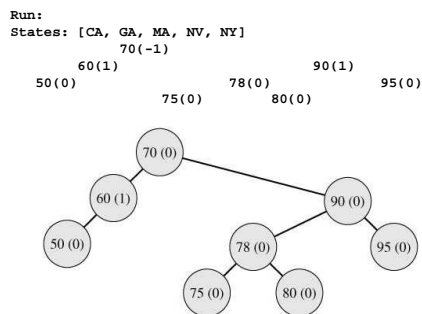 Run:
States: [CA, GA, MA, NV, NY]
70(-1)
60(1) 90(1)
50(0) 78(0) 95(0)
75(0) 80(0)
70 (0)
60 (1) 90 (0)
50 (0) 78 (0) 95 (0)
75 (0) 80 (0)